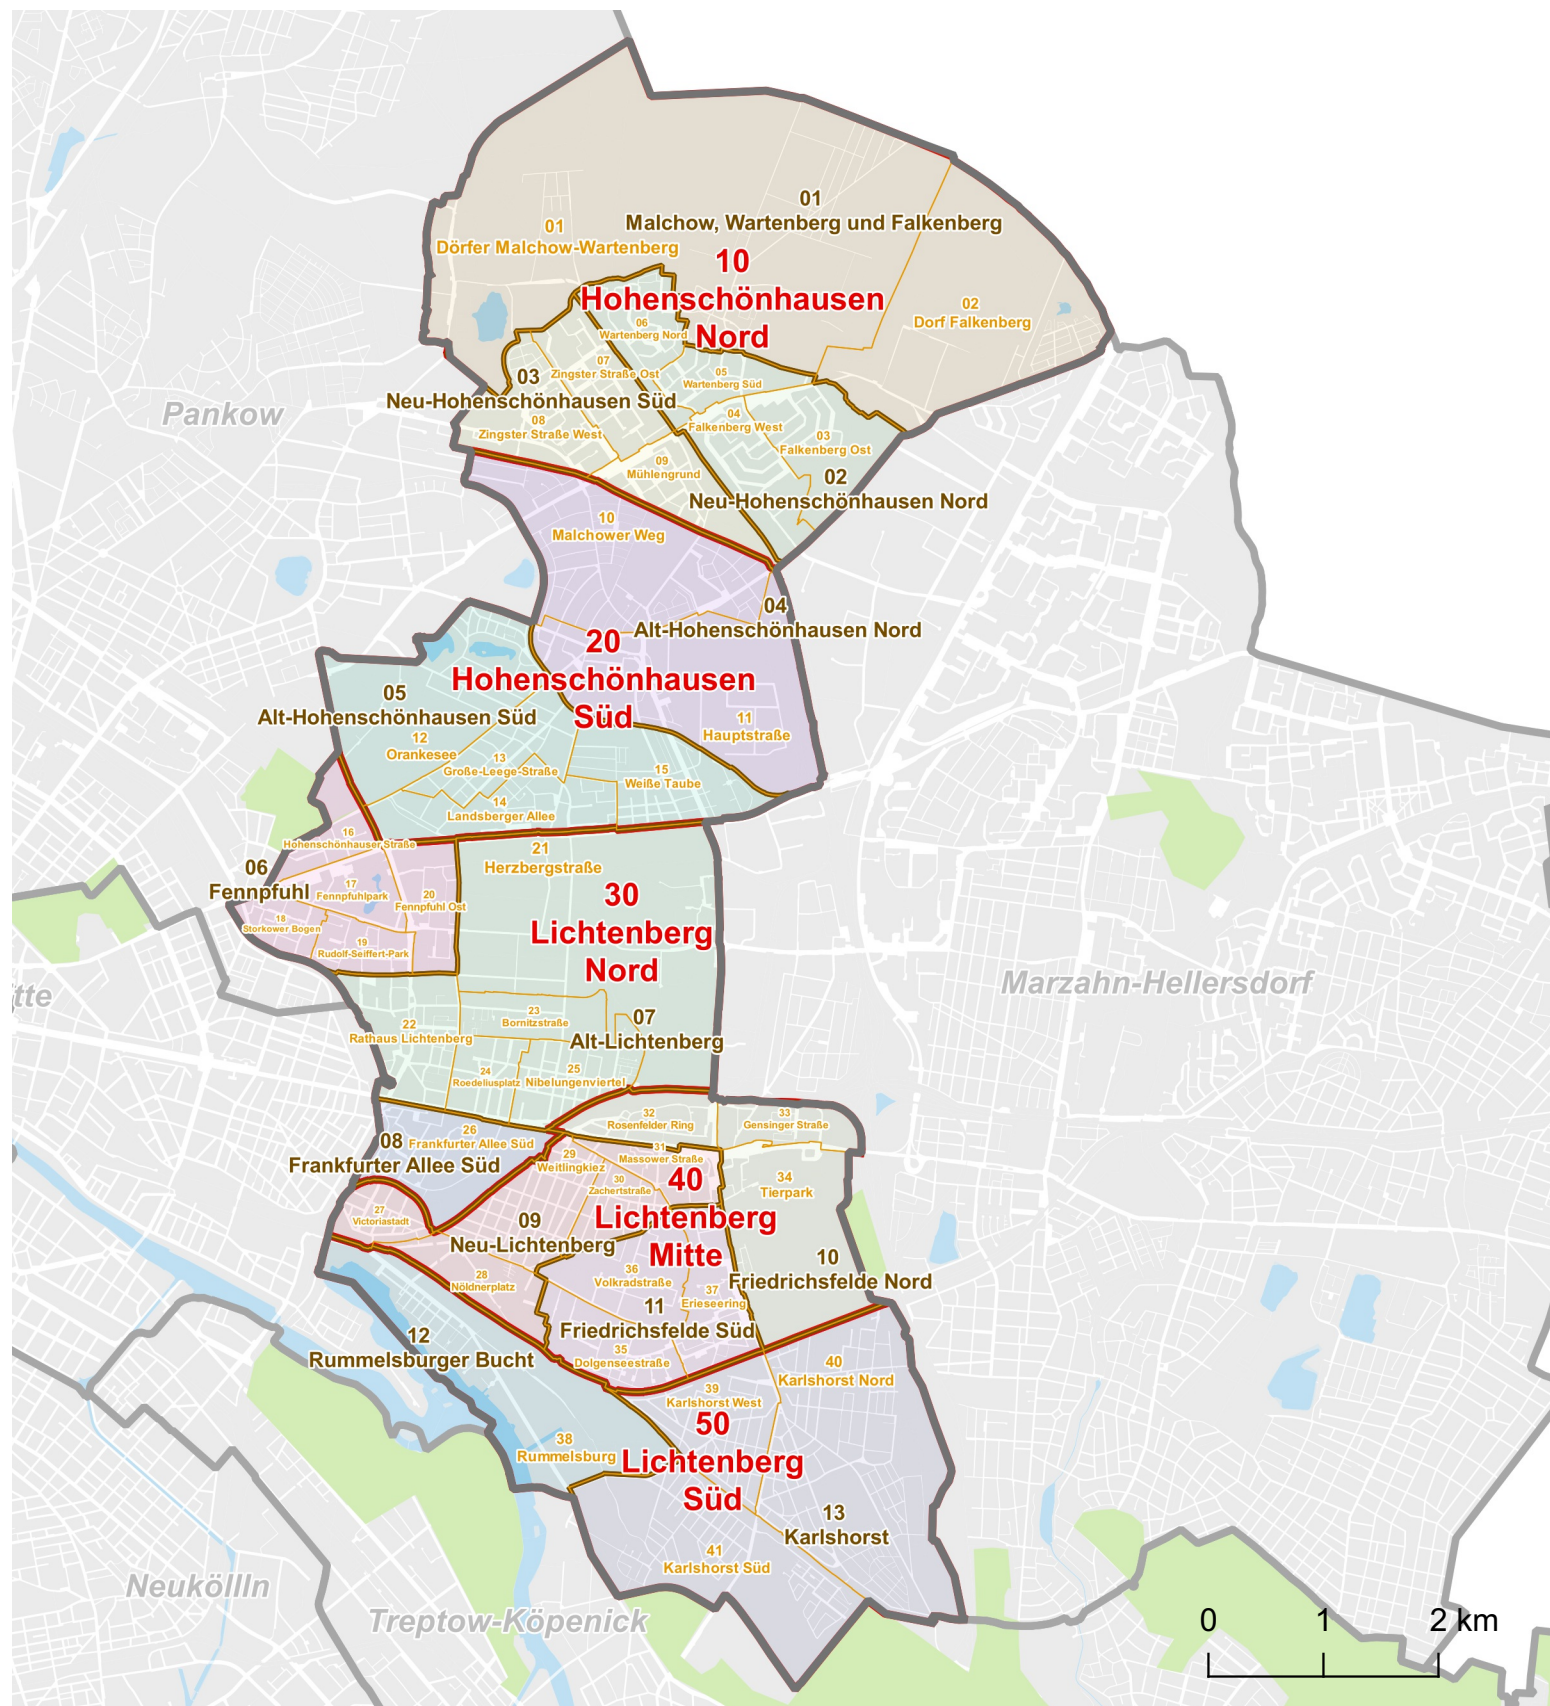 01
Malchow, Wartenberg und Falkenberg
01
Dörfer Malchow-Wartenberg
10
Hohenschönhausen
Nord
02
Dorf Falkenberg
06
Wartenberg Nord
07
Zingster Straße Ost
05
Wartenberg Süd
03
Neu-Hohenschönhausen Süd
Pankow
04
Falkenberg West
08
Zingster Straße West
03
Falkenberg Ost
09
Mühlengrund
02
Neu-Hohenschönhausen Nord
10
Malchower Weg
04
Alt-Hohenschönhausen Nord
20
Hohenschönhausen
Süd
05
Alt-Hohenschönhausen Süd
11
Hauptstraße
12
Orankesee
13
Große-Leege-Straße
15
Weiße Taube
14
Landsberger Allee
16
Hohenschönhauser Straße
21
Herzbergstraße
06
Fennpfuhl
17
Fennpfuhlpark
20
Fennpfuhl Ost
30
Lichtenberg
Nord
18
Storkower Bogen
19
Rudolf-Seiffert-Park
Marzahn-Hellersdorf
tte
23
Bornitzstraße
07
Alt-Lichtenberg
22
Rathaus Lichtenberg
24
Roedeliusplatz
25
Nibelungenviertel
32
Rosenfelder Ring
33
Gensinger Straße
26
Frankfurter Allee Süd
08
Frankfurter Allee Süd
31
Massower Straße
29
Weitlingkiez
30
Zachertstraße
34
Tierpark
40
Lichtenberg
Mitte
27
Victoriastadt
09
Neu-Lichtenberg
10
Friedrichsfelde Nord
28
Nöldnerplatz
36
Volkradstraße
37
Erieseering
11
Friedrichsfelde Süd
12
Rummelsburger Bucht
35
Dolgenseestraße
40
Karlshorst Nord
39
Karlshorst West
50
Lichtenberg
Süd
38
Rummelsburg
13
Karlshorst
41
Karlshorst Süd
Neuköllln
Treptow-Köpenick
0 1 2 km